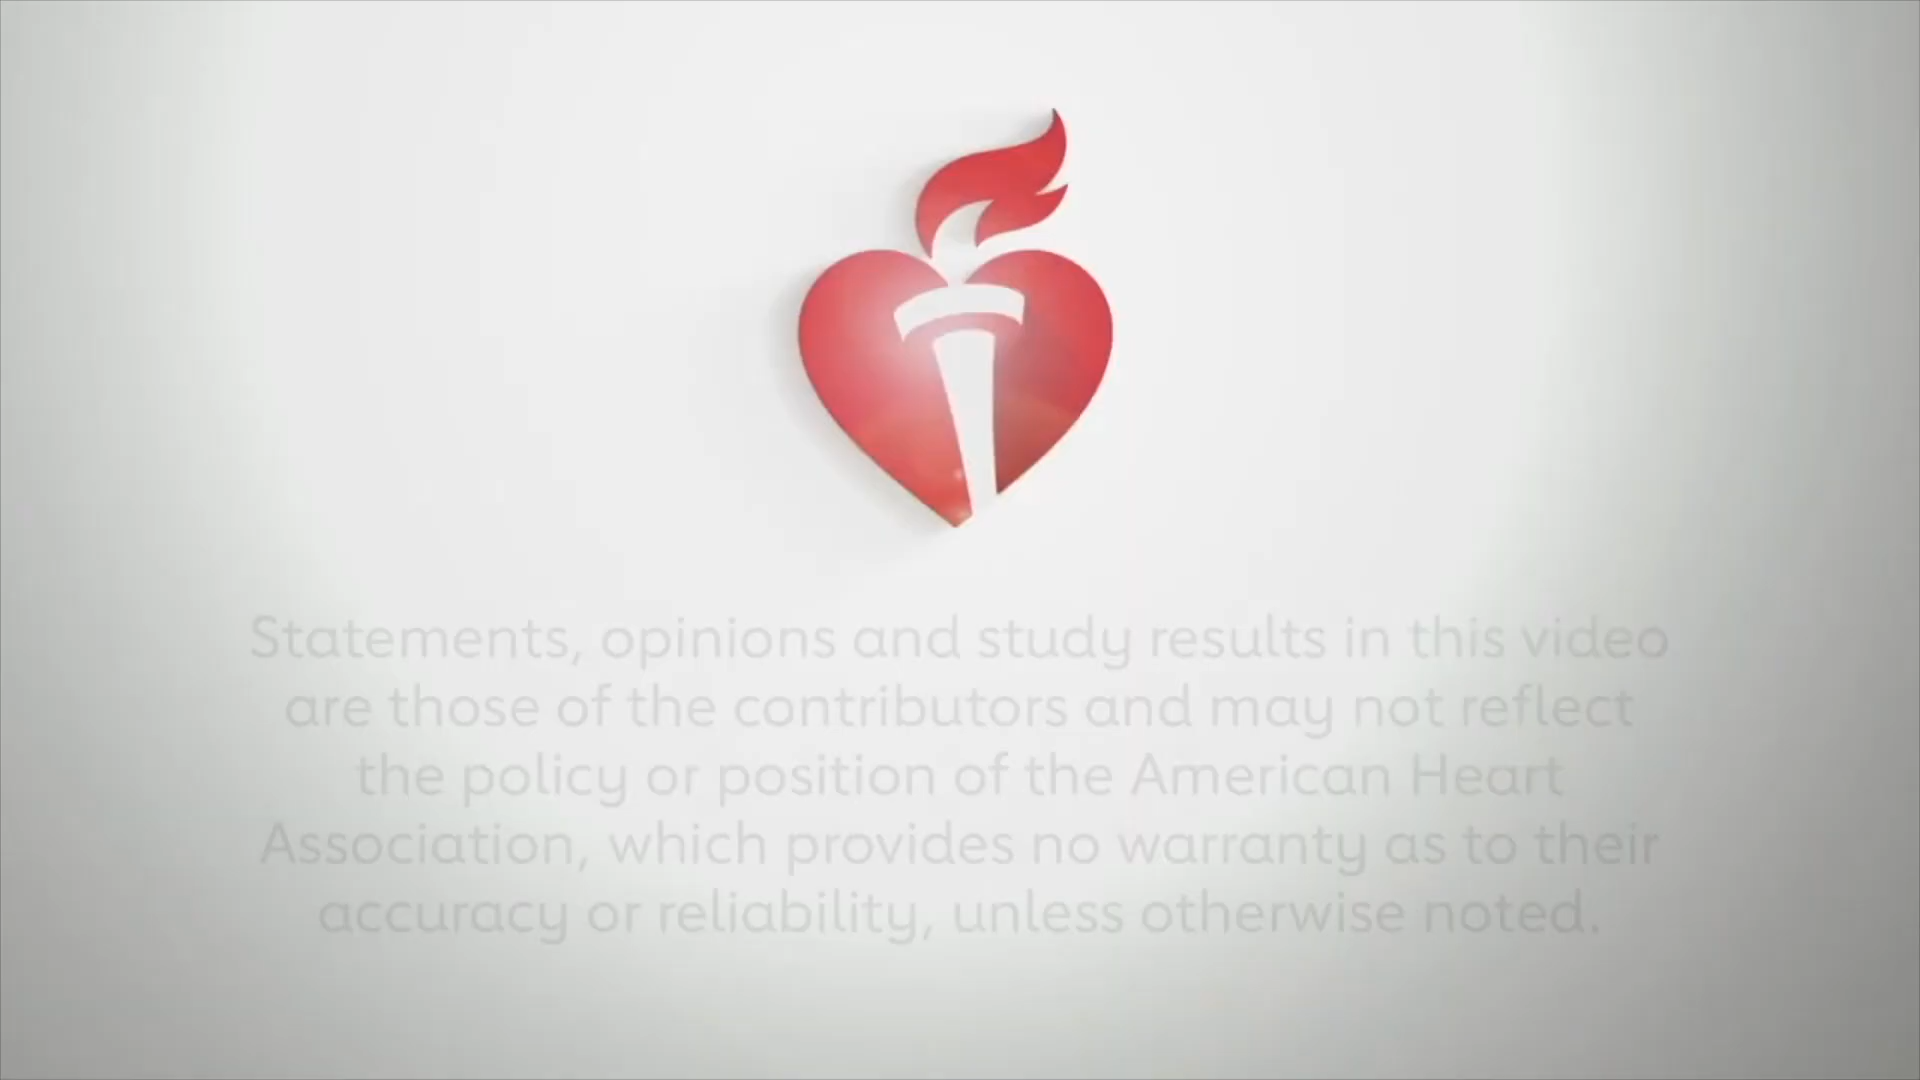 Statements, opinions and study results in this video
are those of the contributors and may not reflect
the policy or position of the American Heart
Association, which provides no warranty as to their
accuracy or reliability, unless otherwise noted.